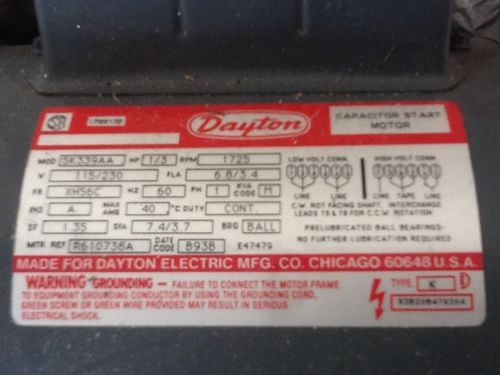 Dayton
CAPACITOR START
MOTOR
MOD 5K339AA HP 1/3 RPM 1725
V 115/230 FLA 6.8/3.4
FR XHS6C HZ 60 PH 1 KVA CODE M
INS A MAX AMB 40 °C DUTY CONT
SF 1.35 SFA 7.4/3.7 BRG BALL
MTR REF R610738A DATE CODE 8938 E47479
LOW VOLT CONN. HIGH VOLT CONN.
LINE LINE LINE TAPE LINE
C.W. ROT FACING SHAFT. INTERCHANGE
LEADS T5 & T8 FOR C.C.W. ROTATION.
PRELUBRICATED BALL BEARINGS-
NO FURTHER LUBRICATION REQUIRED
MADE FOR DAYTON ELECTRIC MFG. CO. CHICAGO 60648 U.S.A.
WARNING GROUNDING - FAILURE TO CONNECT THE MOTOR FRAME
TO EQUIPMENT GROUNDING CONDUCTOR BY USING THE GROUNDING CORD,
GREEN SCREW OR GREEN WIRE PROVIDED MAY RESULT IN SERIOUS
ELECTRICAL SHOCK.
TYPE K